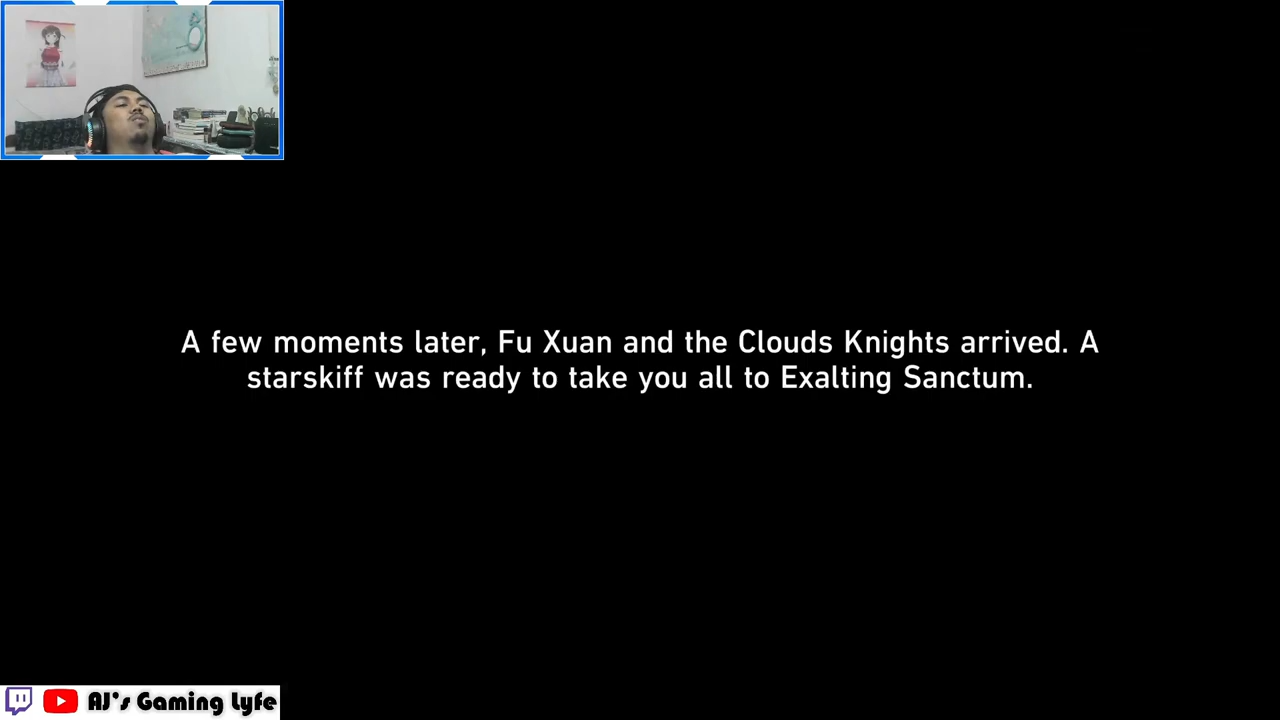 A few moments later, Fu Xuan and the Clouds Knights arrived. A
starskiff was ready to take you all to Exalting Sanctum.
AJ's Gaming Lyfe